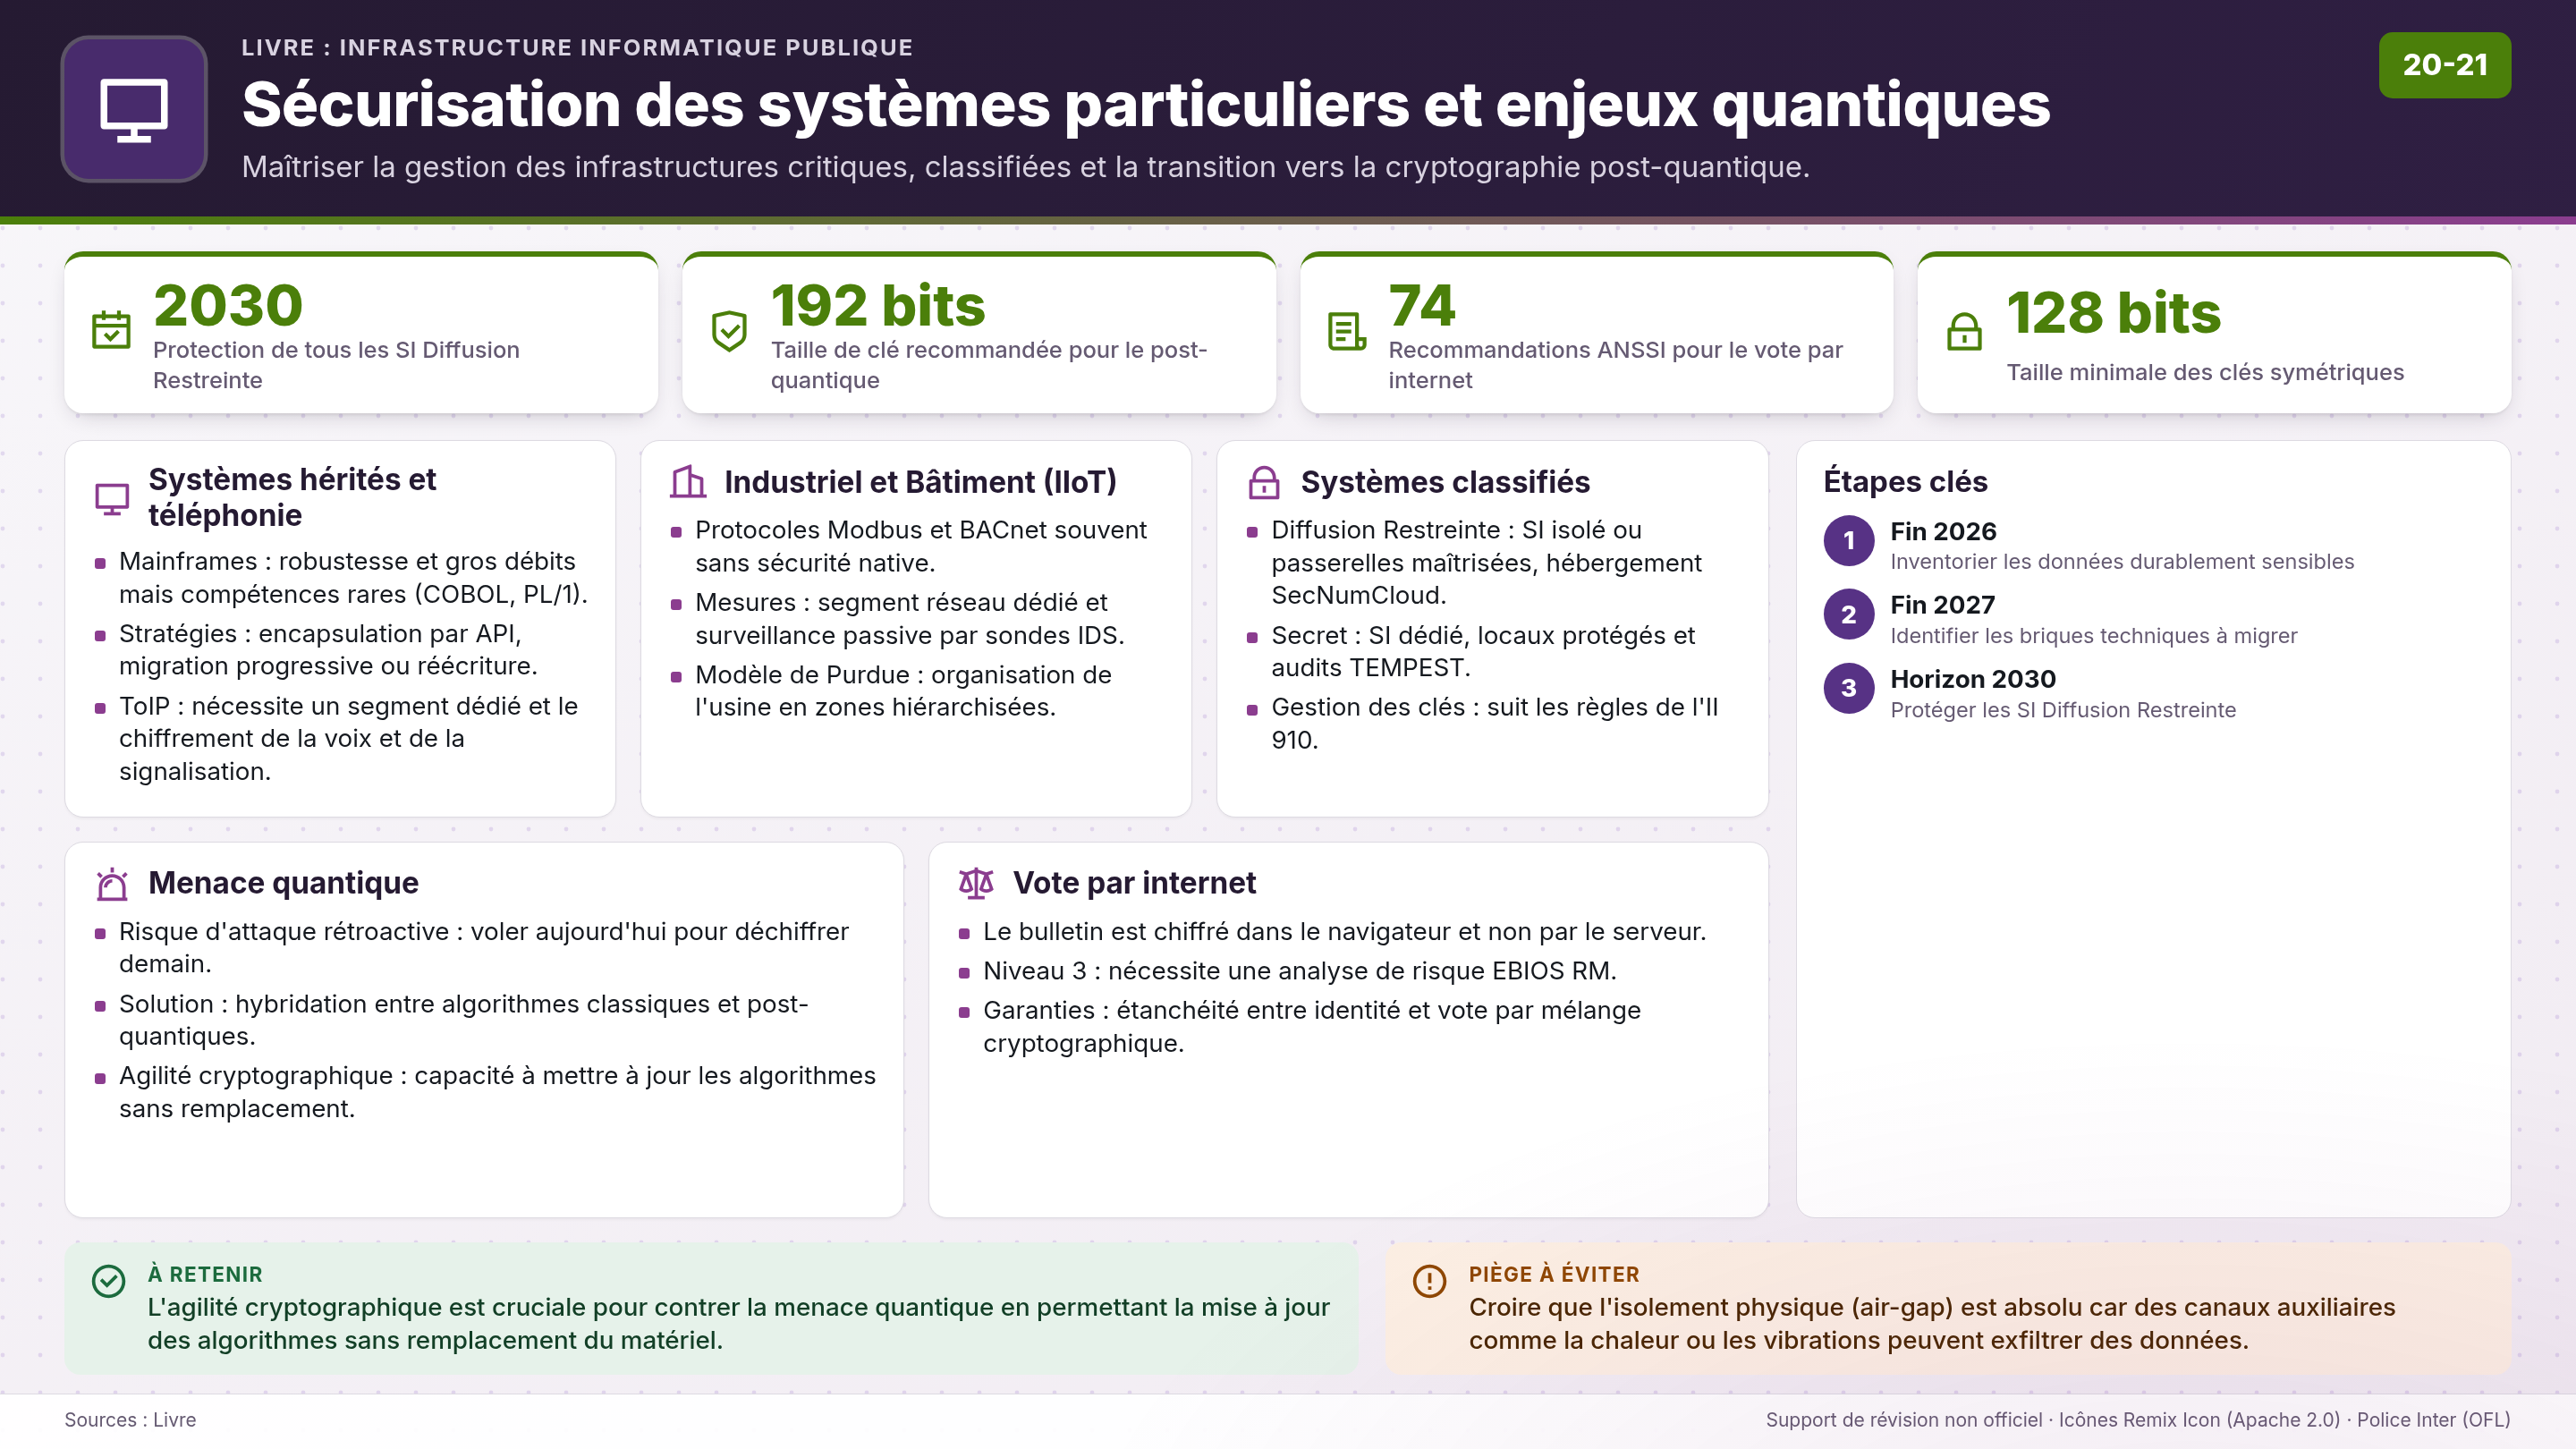 LIVRE : INFRASTRUCTURE INFORMATIQUE PUBLIQUE
Sécurisation des systèmes particuliers et enjeux quantiques
Maîtriser la gestion des infrastructures critiques, classifiées et la transition vers la cryptographie post-quantique.
20-21
2030
Protection de tous les SI Diffusion
Restreinte
192 bits
Taille de clé recommandée pour le post-
quantique
74
Recommandations ANSSI pour le vote par
internet
128 bits
Taille minimale des clés symétriques
Systèmes hérités et
téléphonie
Mainframes : robustesse et gros débits
mais compétences rares (COBOL, PL/1).
Stratégies : encapsulation par API,
migration progressive ou réécriture.
ToIP : nécessite un segment dédié et le
chiffrement de la voix et de la
signalisation.
Industriel et Bâtiment (IIoT)
Protocoles Modbus et BACnet souvent
sans sécurité native.
Mesures : segment réseau dédié et
surveillance passive par sondes IDS.
Modèle de Purdue : organisation de
l'usine en zones hiérarchisées.
Systèmes classifiés
Diffusion Restreinte : SI isolé ou
passerelles maîtrisées, hébergement
SecNumCloud.
Secret : SI dédié, locaux protégés et
audits TEMPEST.
Gestion des clés : suit les règles de l'II
910.
Étapes clés
1
Fin 2026
Inventorier les données durablement sensibles
2
Fin 2027
Identifier les briques techniques à migrer
3
Horizon 2030
Protéger les SI Diffusion Restreinte
Menace quantique
Risque d'attaque rétroactive : voler aujourd'hui pour déchiffrer
demain.
Solution : hybridation entre algorithmes classiques et post-
quantiques.
Agilité cryptographique : capacité à mettre à jour les algorithmes
sans remplacement.
Vote par internet
Le bulletin est chiffré dans le navigateur et non par le serveur.
Niveau 3 : nécessite une analyse de risque EBIOS RM.
Garanties : étanchéité entre identité et vote par mélange
cryptographique.
À RETENIR
L'agilité cryptographique est cruciale pour contrer la menace quantique en permettant la mise à jour
des algorithmes sans remplacement du matériel.
PIÈGE À ÉVITER
Croire que l'isolement physique (air-gap) est absolu car des canaux auxiliaires
comme la chaleur ou les vibrations peuvent exfiltrer des données.
Sources : Livre
Support de révision non officiel · Icônes Remix Icon (Apache 2.0) · Police Inter (OFL)